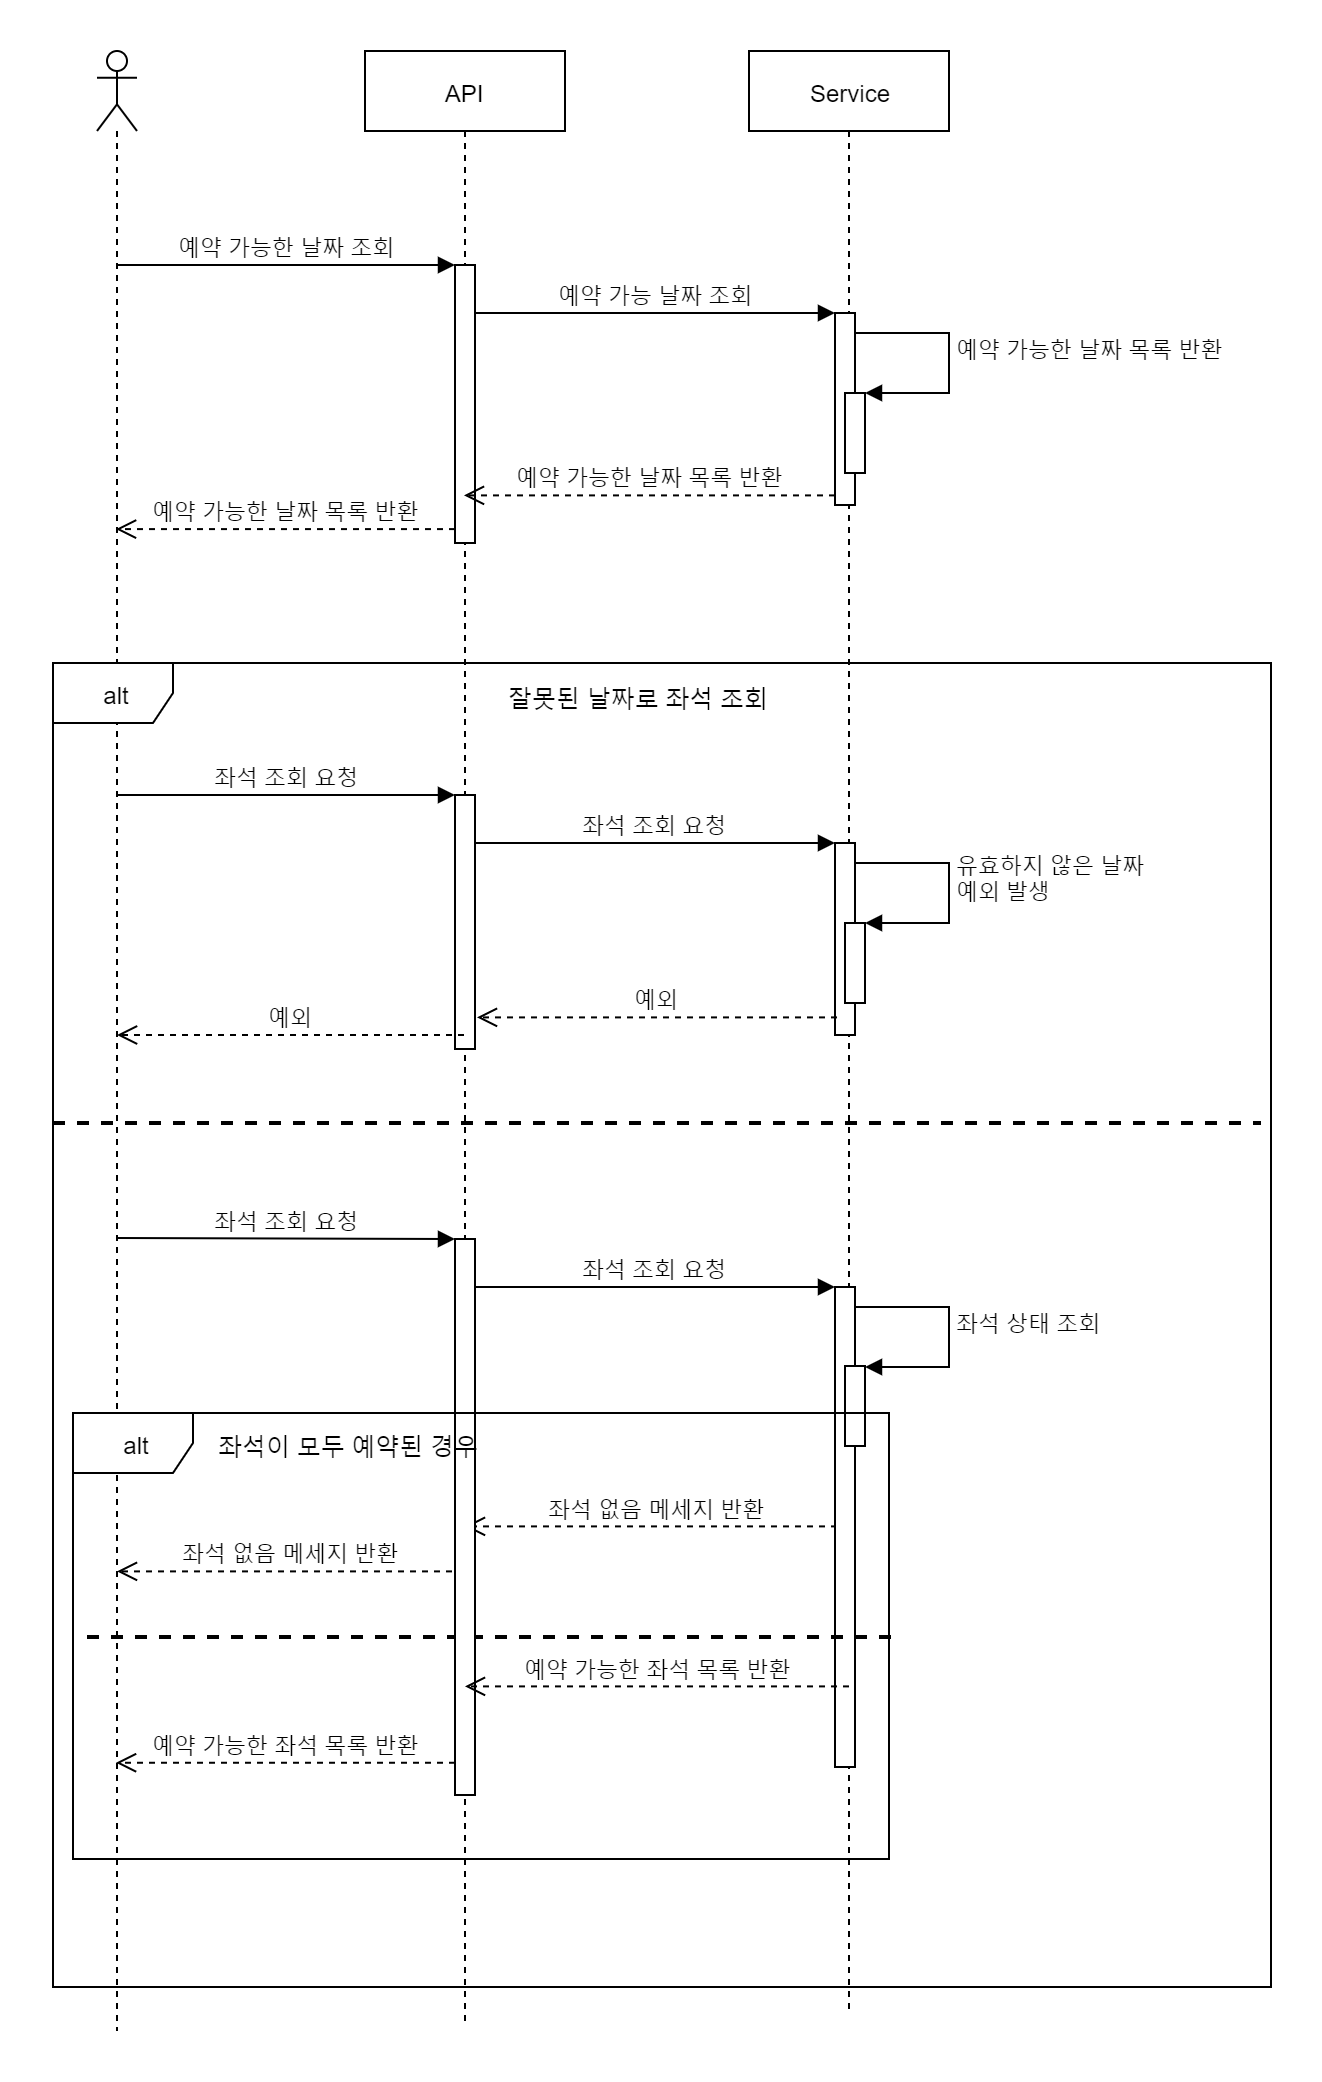 API
Service
예약 가능한 날짜 조회
예약 가능 날짜 조회
예약 가능한 날짜 목록 반환
예약 가능한 날짜 목록 반환
예약 가능한 날짜 목록 반환
alt
잘못된 날짜로 좌석 조회
좌석 조회 요청
좌석 조회 요청
유효하지 않은 날짜
예외 발생
예외
예외
좌석 조회 요청
좌석 조회 요청
좌석 상태 조회
alt
좌석이 모두 예약된 경우
좌석 없음 메세지 반환
좌석 없음 메세지 반환
예약 가능한 좌석 목록 반환
예약 가능한 좌석 목록 반환